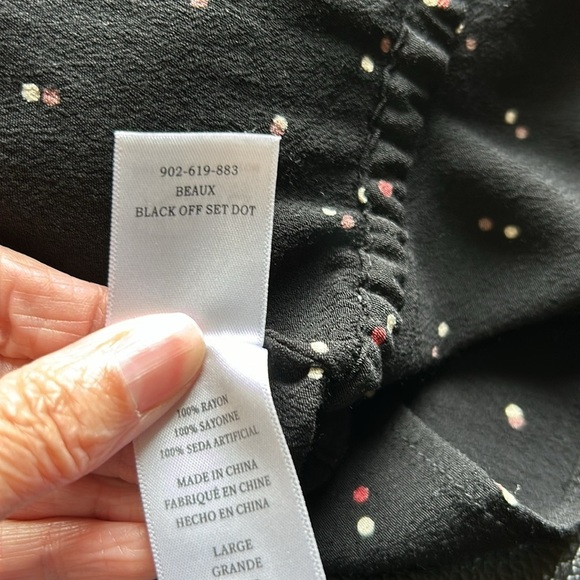 902-619-883
BEAUX
BLACK OFF SET DOT
100% RAYON
100% SAYONNE
100% SEDA ARTIFICIAL
MADE IN CHINA
FABRIQUÉ EN CHINE
HECHO EN CHINA
LARGE
GRANDE